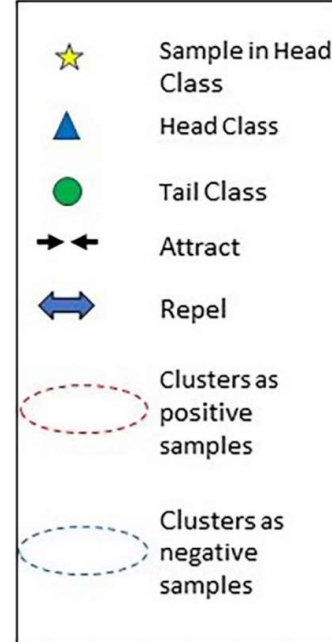 Sample in Head
Class
Head Class
Tail Class
Attract
Repel
Clusters as
positive
samples
Clusters as
negative
samples